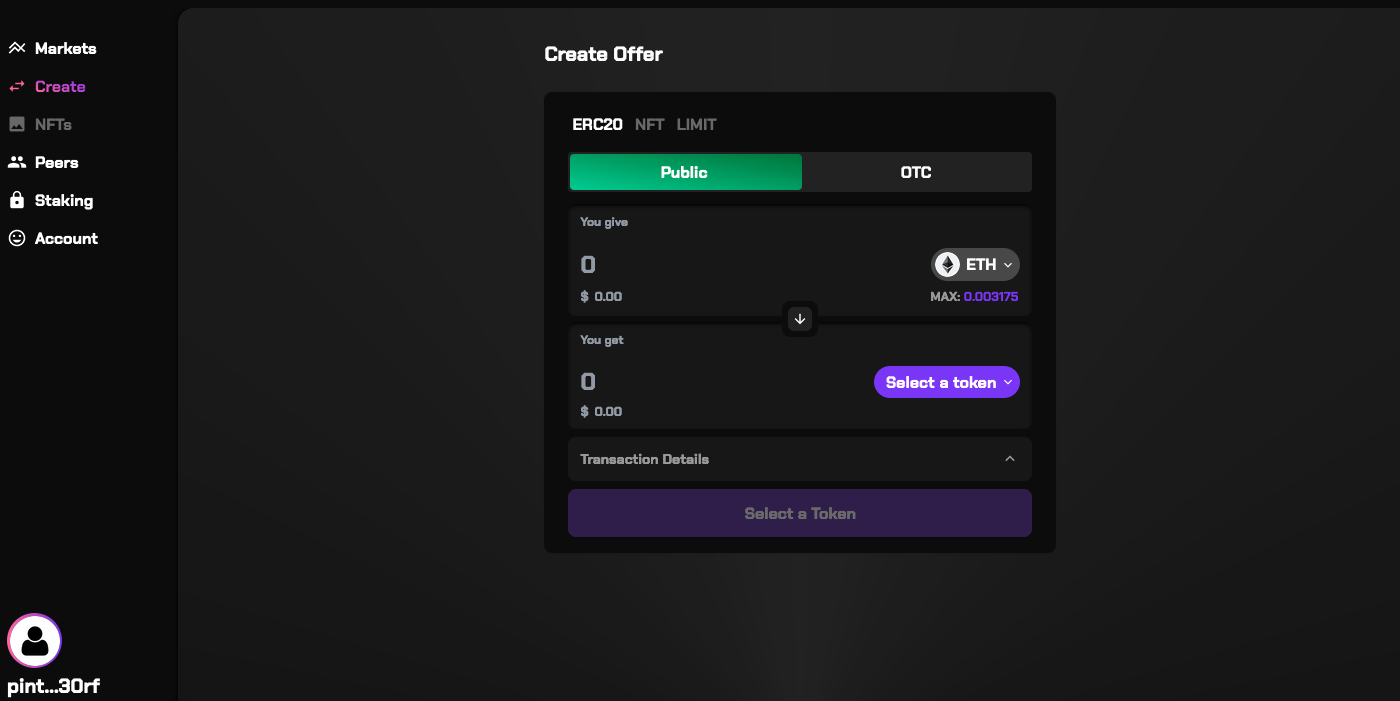 Markets
Create
NFTs
Peers
Staking
Account
pint...30rf
Create Offer
ERC20 NFT LIMIT
Public OTC
You give
0 ETH
$ 0.00 MAX: 0.003175
You get
0 Select a token
$ 0.00
Transaction Details
Select a Token